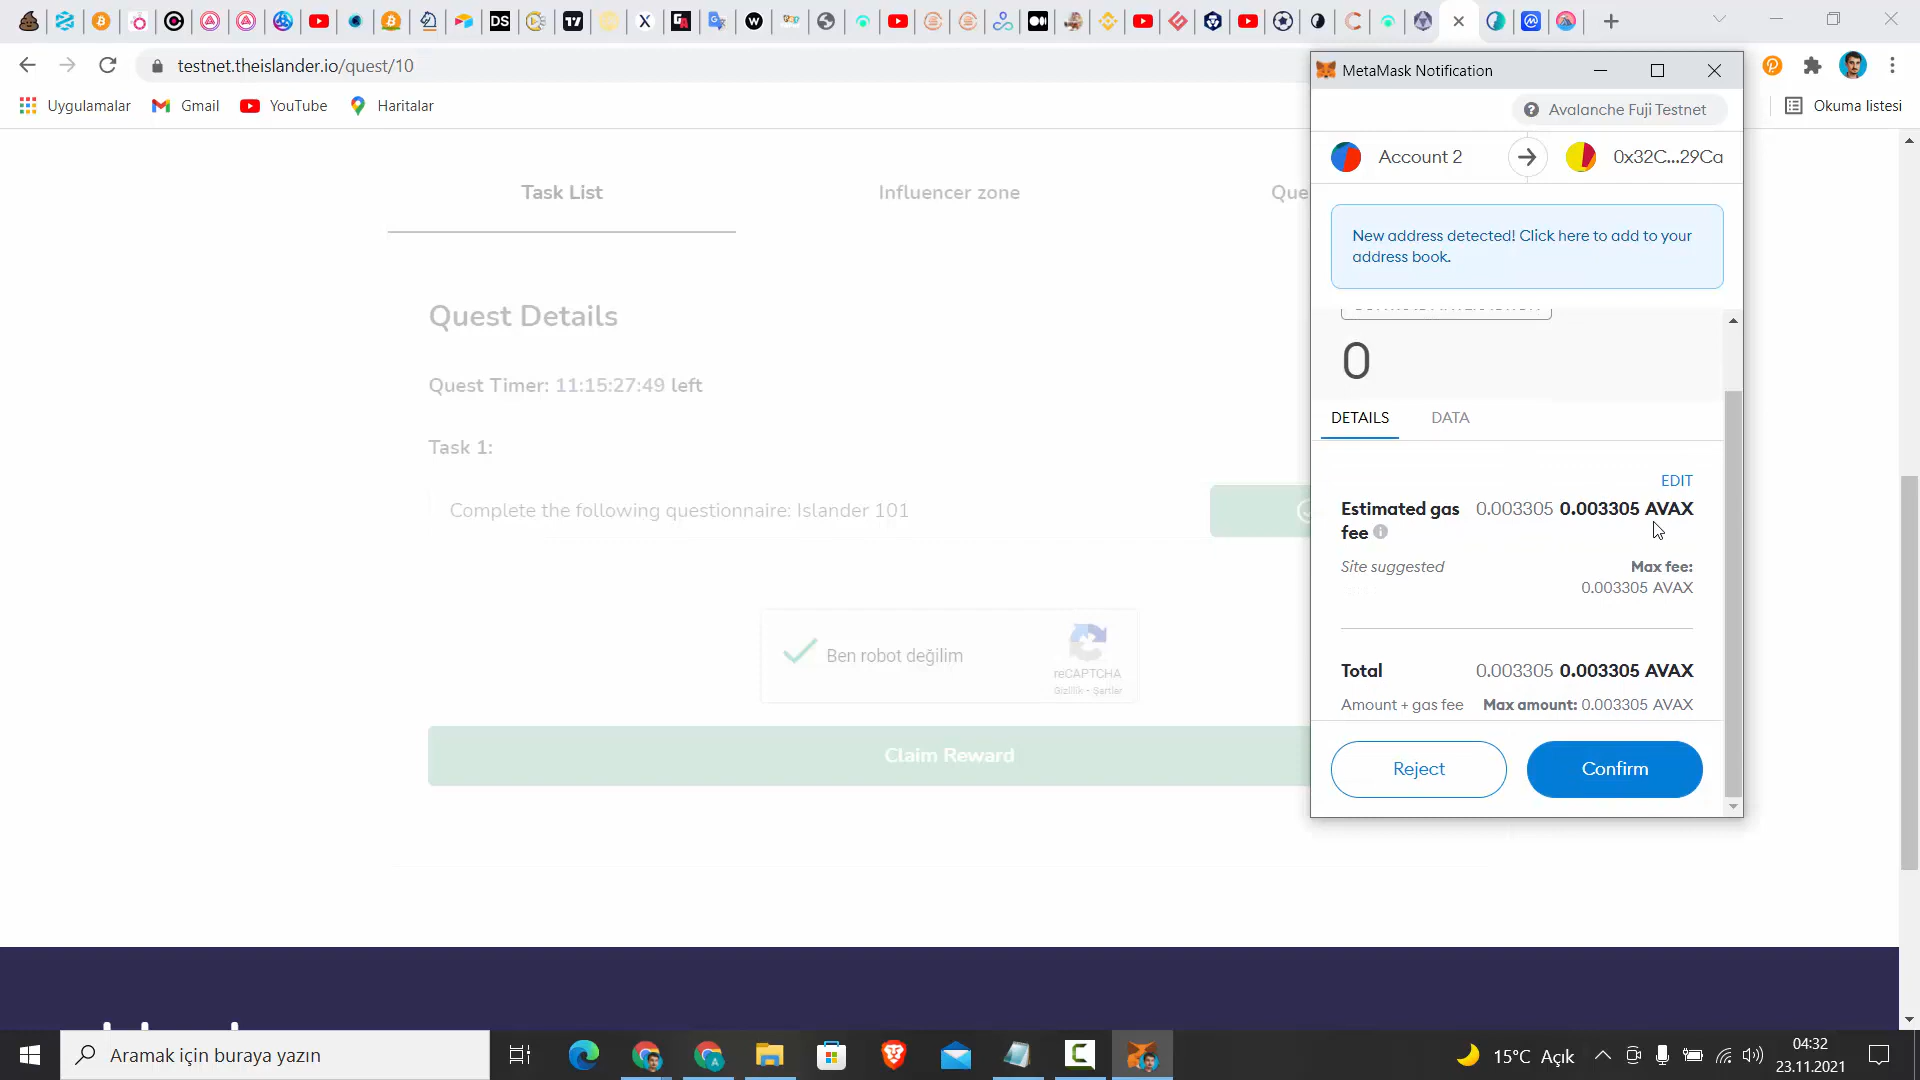 testnet.theislander.io/quest/10
Uygulamalar
Gmail
YouTube
Haritalar
Okuma listesi
Task List
Influencer zone
Que
Quest Details
Quest Timer: 11:15:27:49 left
Task 1:
Complete the following questionnaire: Islander 101
Ben robot değilim
reCAPTCHA
Gizlilik - Şartlar
Claim Reward
MetaMask Notification
Avalanche Fuji Testnet
Account 2
0x32C...29Ca
New address detected! Click here to add to your
address book.
0
DETAILS
DATA
EDIT
Estimated gas
fee
0.003305 0.003305 AVAX
Site suggested
Max fee:
0.003305 AVAX
Total
0.003305 0.003305 AVAX
Amount + gas fee
Max amount: 0.003305 AVAX
Reject
Confirm
Aramak için buraya yazın
15°C Açık
04:32
23.11.2021